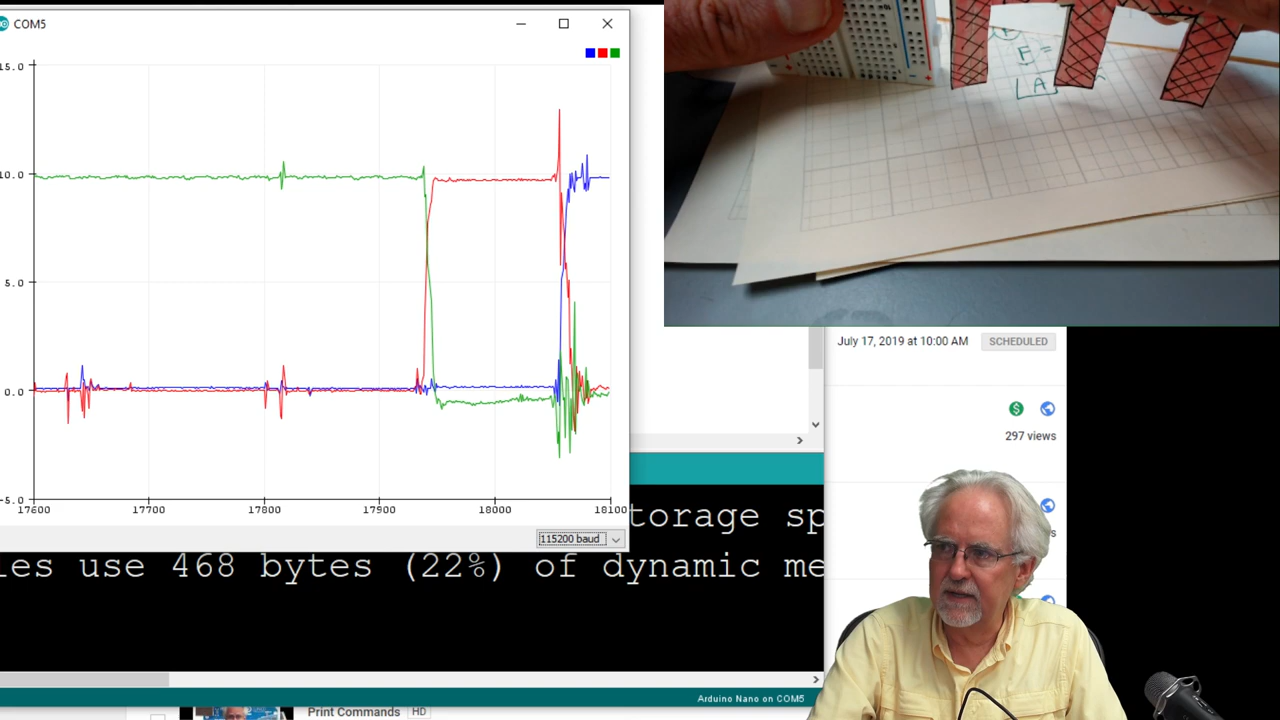 COM5
15.0
10.0
5.0
0.0
-5.0
17600 17700 17800 17900 18000 18100
115200 baud
torage sp
les use 468 bytes (22%) of dynamic me
Arduino Nano on COM5
Print Commands HD
F =
A
July 17, 2019 at 10:00 AM SCHEDULED
$
297 views
s